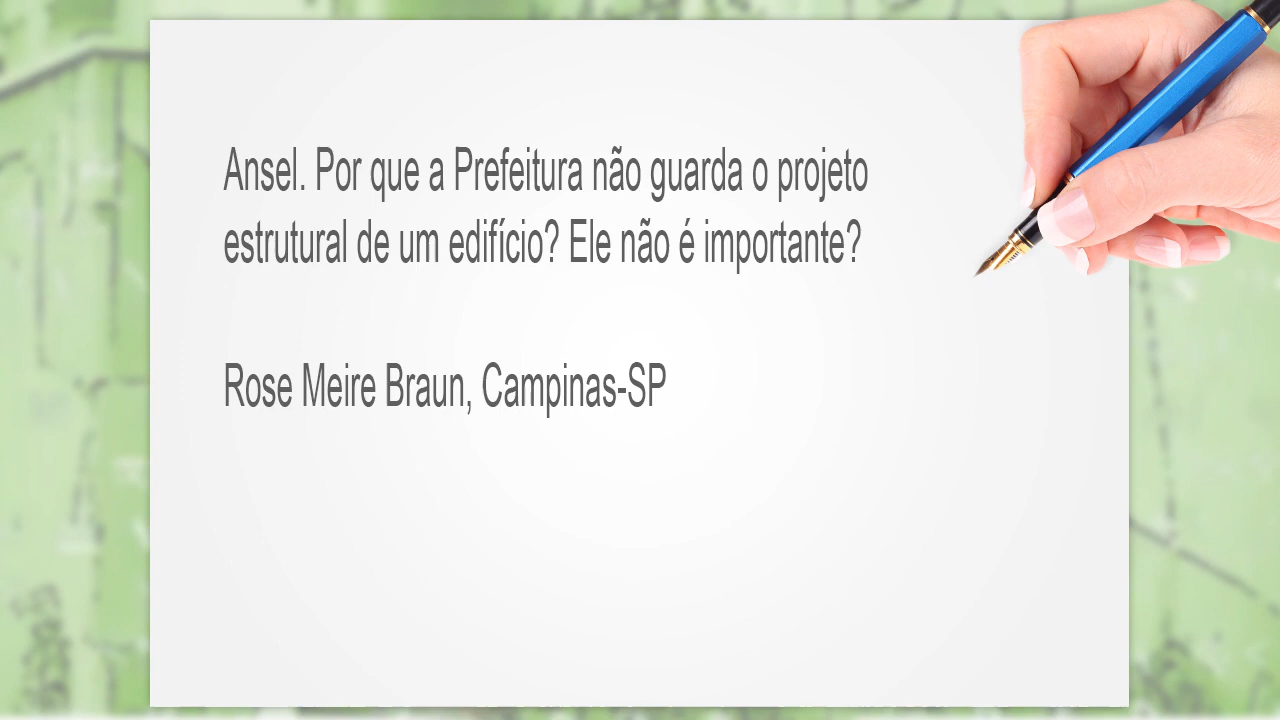 Ansel. Por que a Prefeitura não guarda o projeto
estrutural de um edifício? Ele não é importante?
Rose Meire Braun, Campinas-SP